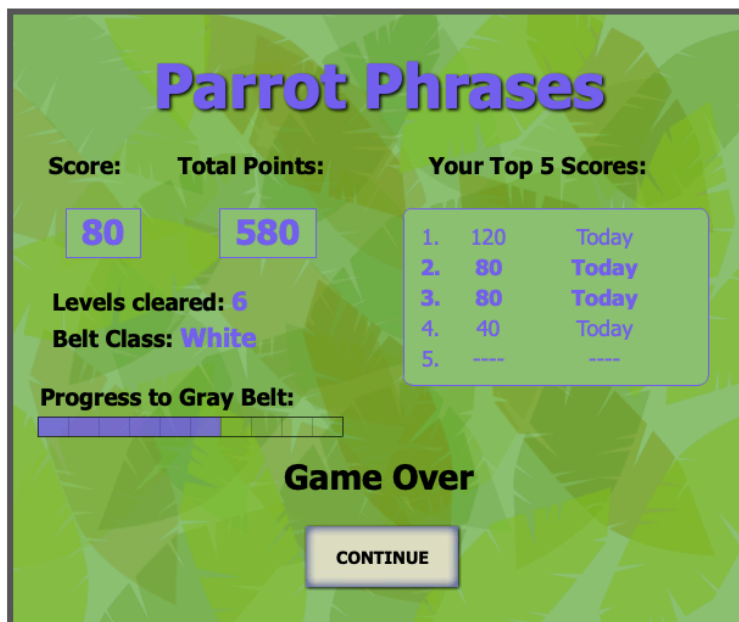 Parrot Phrases
Score: Total Points: Your Top 5 Scores:
80 580
1. 120 Today
2. 80 Today
3. 80 Today
4. 40 Today
5. ---- ----
Levels cleared: 6
Belt Class: White
Progress to Gray Belt:
Game Over
CONTINUE